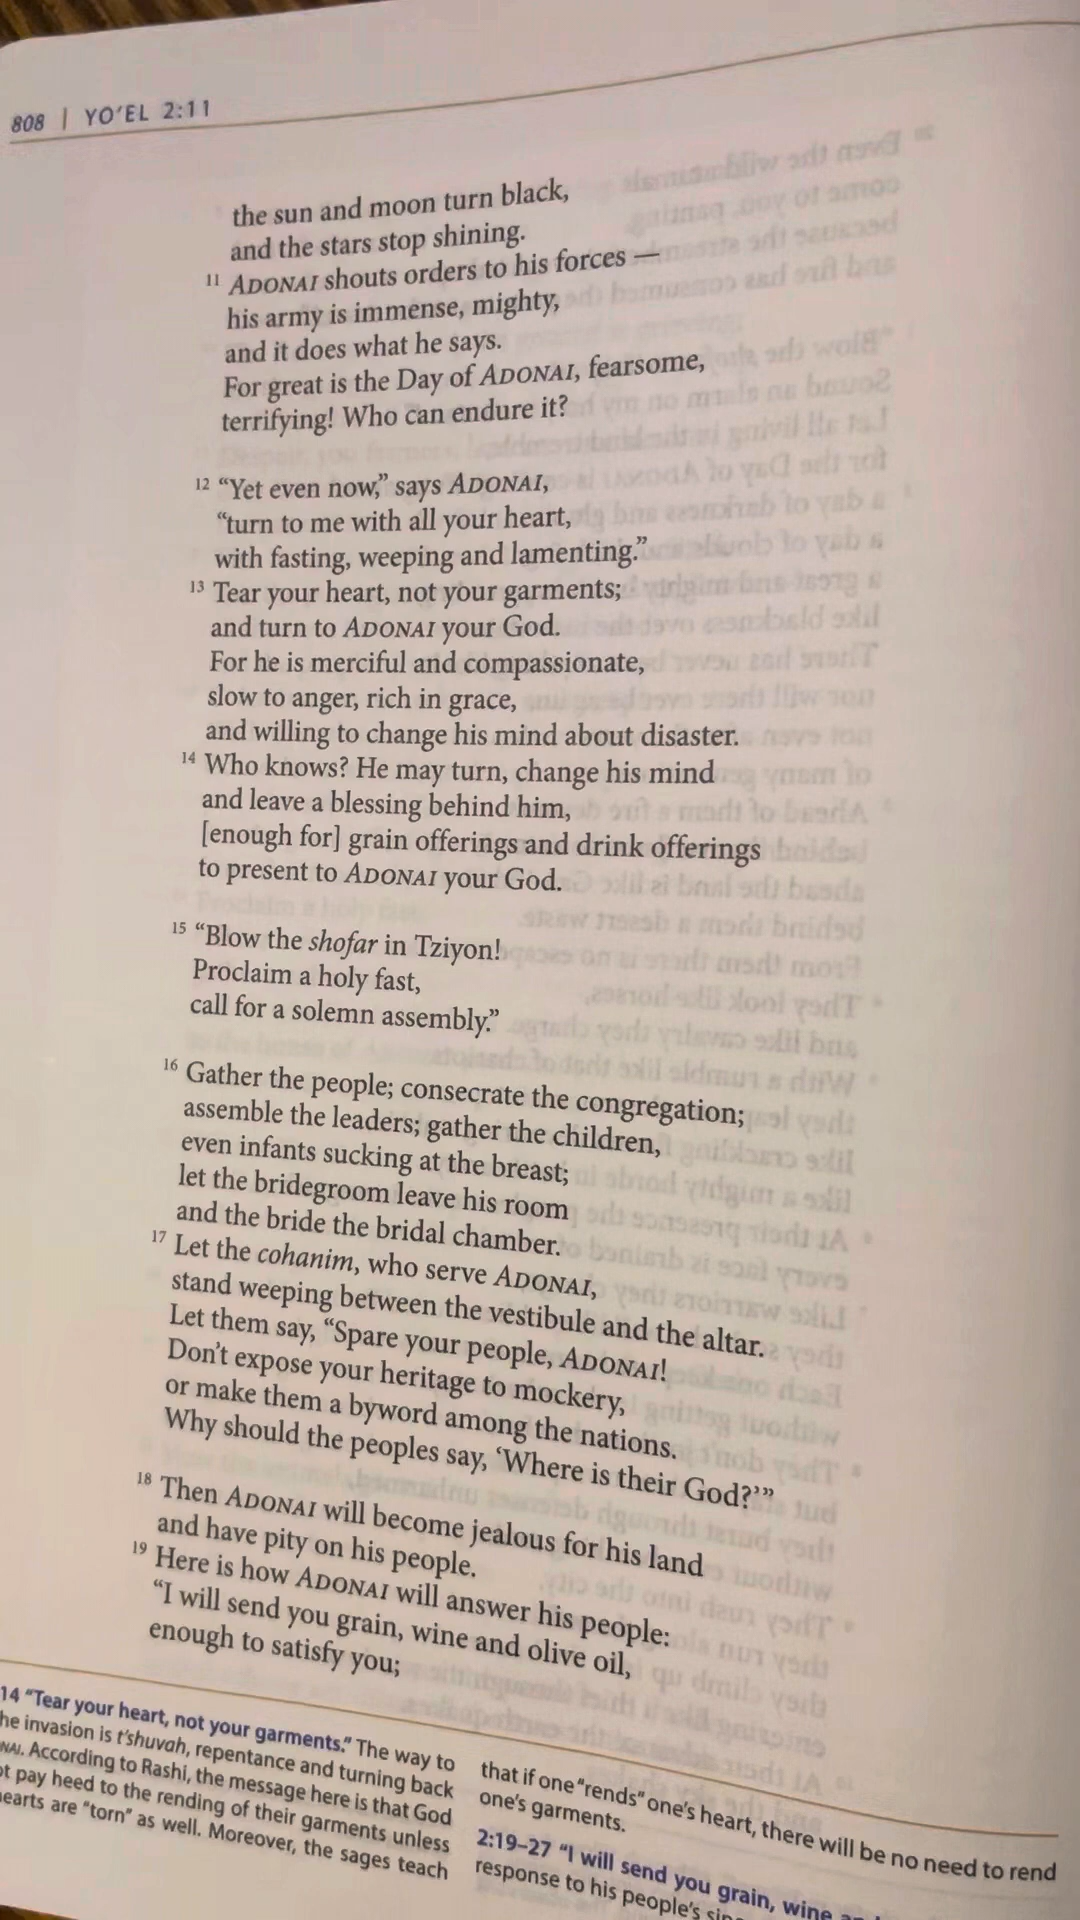 808 | YO'EL 2:11
the sun and moon turn black,
and the stars stop shining.
11 ADONAI shouts orders to his forces —
his army is immense, mighty,
and it does what he says.
For great is the Day of ADONAI, fearsome,
terrifying! Who can endure it?
12 “Yet even now,” says ADONAI,
“turn to me with all your heart,
with fasting, weeping and lamenting.”
13 Tear your heart, not your garments;
and turn to ADONAI your God.
For he is merciful and compassionate,
slow to anger, rich in grace,
and willing to change his mind about disaster.
14 Who knows? He may turn, change his mind
and leave a blessing behind him,
[enough for] grain offerings and drink offerings
to present to ADONAI your God.
15 “Blow the shofar in Tziyon!
Proclaim a holy fast,
call for a solemn assembly.”
16 Gather the people; consecrate the congregation;
assemble the leaders; gather the children,
even infants sucking at the breast;
let the bridegroom leave his room
and the bride the bridal chamber.
17 Let the cohanim, who serve ADONAI,
stand weeping between the vestibule and the altar.
Let them say, “Spare your people, ADONAI!
Don’t expose your heritage to mockery,
or make them a byword among the nations.
Why should the peoples say, ‘Where is their God?’”
18 Then ADONAI will become jealous for his land
and have pity on his people.
19 Here is how ADONAI will answer his people:
“I will send you grain, wine and olive oil,
enough to satisfy you;
14 “Tear your heart, not your garments.” The way to
he invasion is t’shuvah, repentance and turning back
NAI. According to Rashi, the message here is that God
ot pay heed to the rending of their garments unless
earts are “torn” as well. Moreover, the sages teach
that if one “rends” one’s heart, there will be no need to rend
one’s garments.
2:19–27 “I will send you grain, wine
response to his people’s